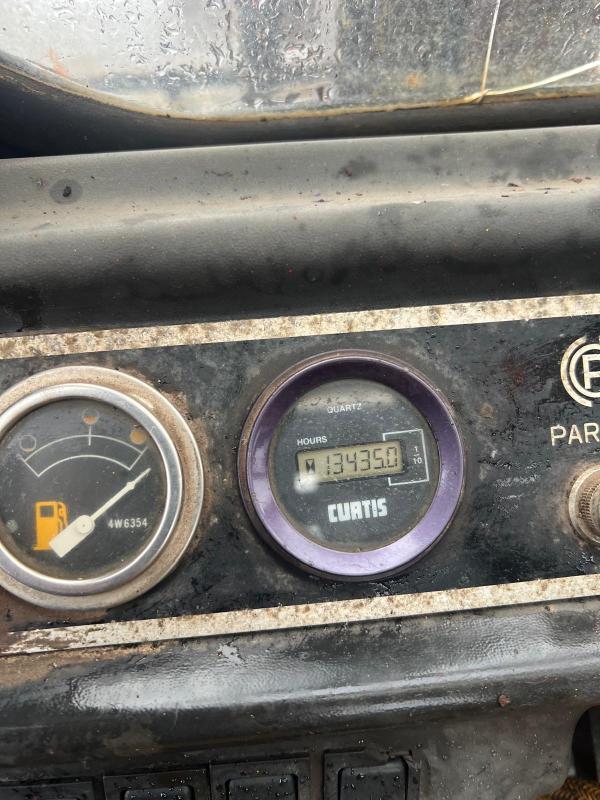 QUARTZ
HOURS
13435.0
1
10
CURTIS
4W6354
P
PAR